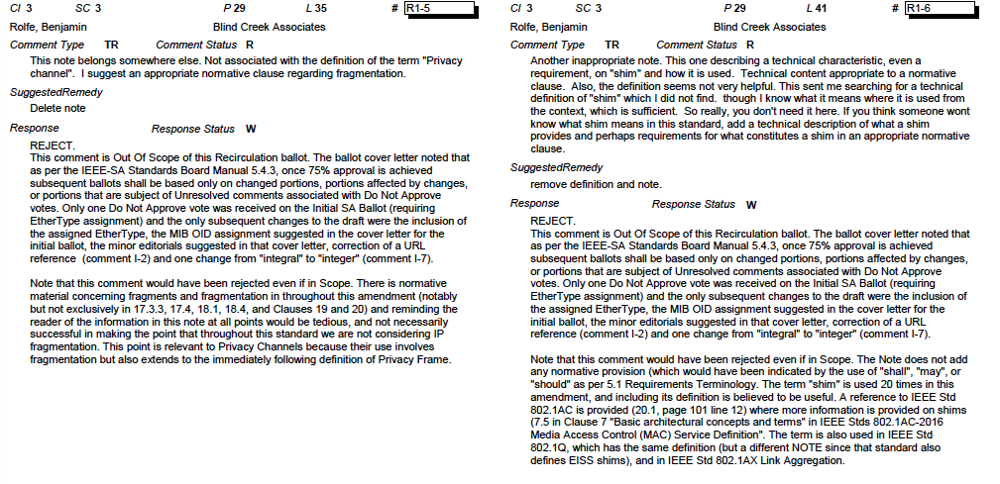 Cl 3 SC 3 P 29 L 35 # R1-5
Rolfe, Benjamin Blind Creek Associates
Comment Type TR Comment Status R
This note belongs somewhere else. Not associated with the definition of the term "Privacy
channel". I suggest an appropriate normative clause regarding fragmentation.
SuggestedRemedy
Delete note
Response Response Status W
REJECT.
This comment is Out Of Scope of this Recirculation ballot. The ballot cover letter noted that
as per the IEEE-SA Standards Board Manual 5.4.3, once 75% approval is achieved
subsequent ballots shall be based only on changed portions, portions affected by changes,
or portions that are subject of Unresolved comments associated with Do Not Approve
votes. Only one Do Not Approve vote was received on the Initial SA Ballot (requiring
EtherType assignment) and the only subsequent changes to the draft were the inclusion of
the assigned EtherType, the MIB OID assignment suggested in the cover letter for the
initial ballot, the minor editorials suggested in that cover letter, correction of a URL
reference (comment I-2) and one change from "integral" to "integer" (comment I-7).
Note that this comment would have been rejected even if in Scope. There is normative
material concerning fragments and fragmentation in throughout this amendment (notably
but not exclusively in 17.3.3, 17.4, 18.1, 18.4, and Clauses 19 and 20) and reminding the
reader of the information in this note at all points would be tedious, and not necessarily
successful in making the point that throughout this standard we are not considering IP
fragmentation. This point is relevant to Privacy Channels because their use involves
fragmentation but also extends to the immediately following definition of Privacy Frame.
Cl 3 SC 3 P 29 L 41 # R1-6
Rolfe, Benjamin Blind Creek Associates
Comment Type TR Comment Status R
Another inappropriate note. This one describing a technical characteristic, even a
requirement, on "shim" and how it is used. Technical content appropriate to a normative
clause. Also, the definition seems not very helpful. This sent me searching for a technical
definition of "shim" which I did not find. though I know what it means where it is used from
the context, which is sufficient. So really, you don't need it here. If you think someone wont
know what shim means in this standard, add a technical description of what a shim
provides and perhaps requirements for what constitutes a shim in an appropriate normative
clause.
SuggestedRemedy
remove definition and note.
Response Response Status W
REJECT.
This comment is Out Of Scope of this Recirculation ballot. The ballot cover letter noted that
as per the IEEE-SA Standards Board Manual 5.4.3, once 75% approval is achieved
subsequent ballots shall be based only on changed portions, portions affected by changes,
or portions that are subject of Unresolved comments associated with Do Not Approve
votes. Only one Do Not Approve vote was received on the Initial SA Ballot (requiring
EtherType assignment) and the only subsequent changes to the draft were the inclusion of
the assigned EtherType, the MIB OID assignment suggested in the cover letter for the
initial ballot, the minor editorials suggested in that cover letter, correction of a URL
reference (comment I-2) and one change from "integral" to "integer" (comment I-7).
Note that this comment would have been rejected even if in Scope. The Note does not add
any normative provision (which would have been indicated by the use of "shall", "may", or
"should" as per 5.1 Requirements Terminology. The term "shim" is used 20 times in this
amendment, and including its definition is believed to be useful. A reference to IEEE Std
802.1AC is provided (20.1, page 101 line 12) where more information is provided on shims
(7.5 in Clause 7 "Basic architectural concepts and terms" in IEEE Stds 802.1AC-2016
Media Access Control (MAC) Service Definition". The term is also used in IEEE Std
802.1Q, which has the same definition (but a different NOTE since that standard also
defines EISS shims), and in IEEE Std 802.1AX Link Aggregation.